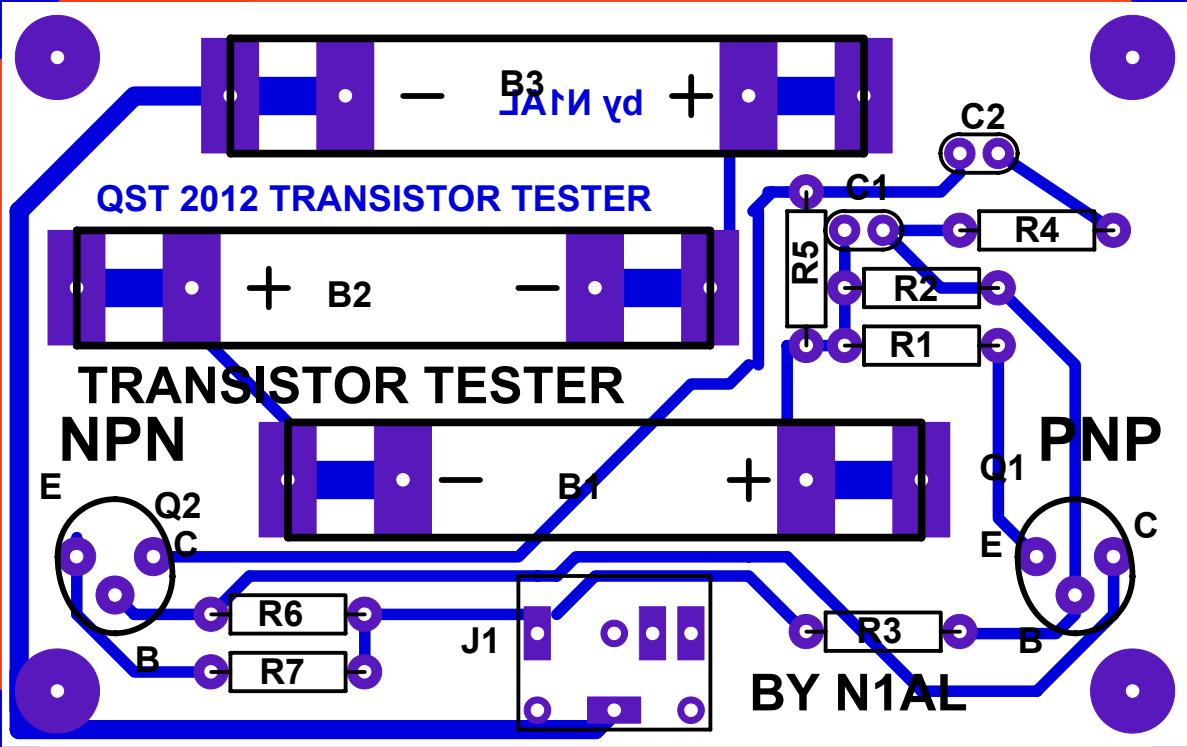 B3
by N1AL
C2
QST 2012 TRANSISTOR TESTER
C1
R5
R4
+ B2 −
R2
R1
TRANSISTOR TESTER
NPN
PNP
− B1 +
Q1
E
Q2
C
C
E
R6
J1
R3
B
B
R7
BY N1AL
− +